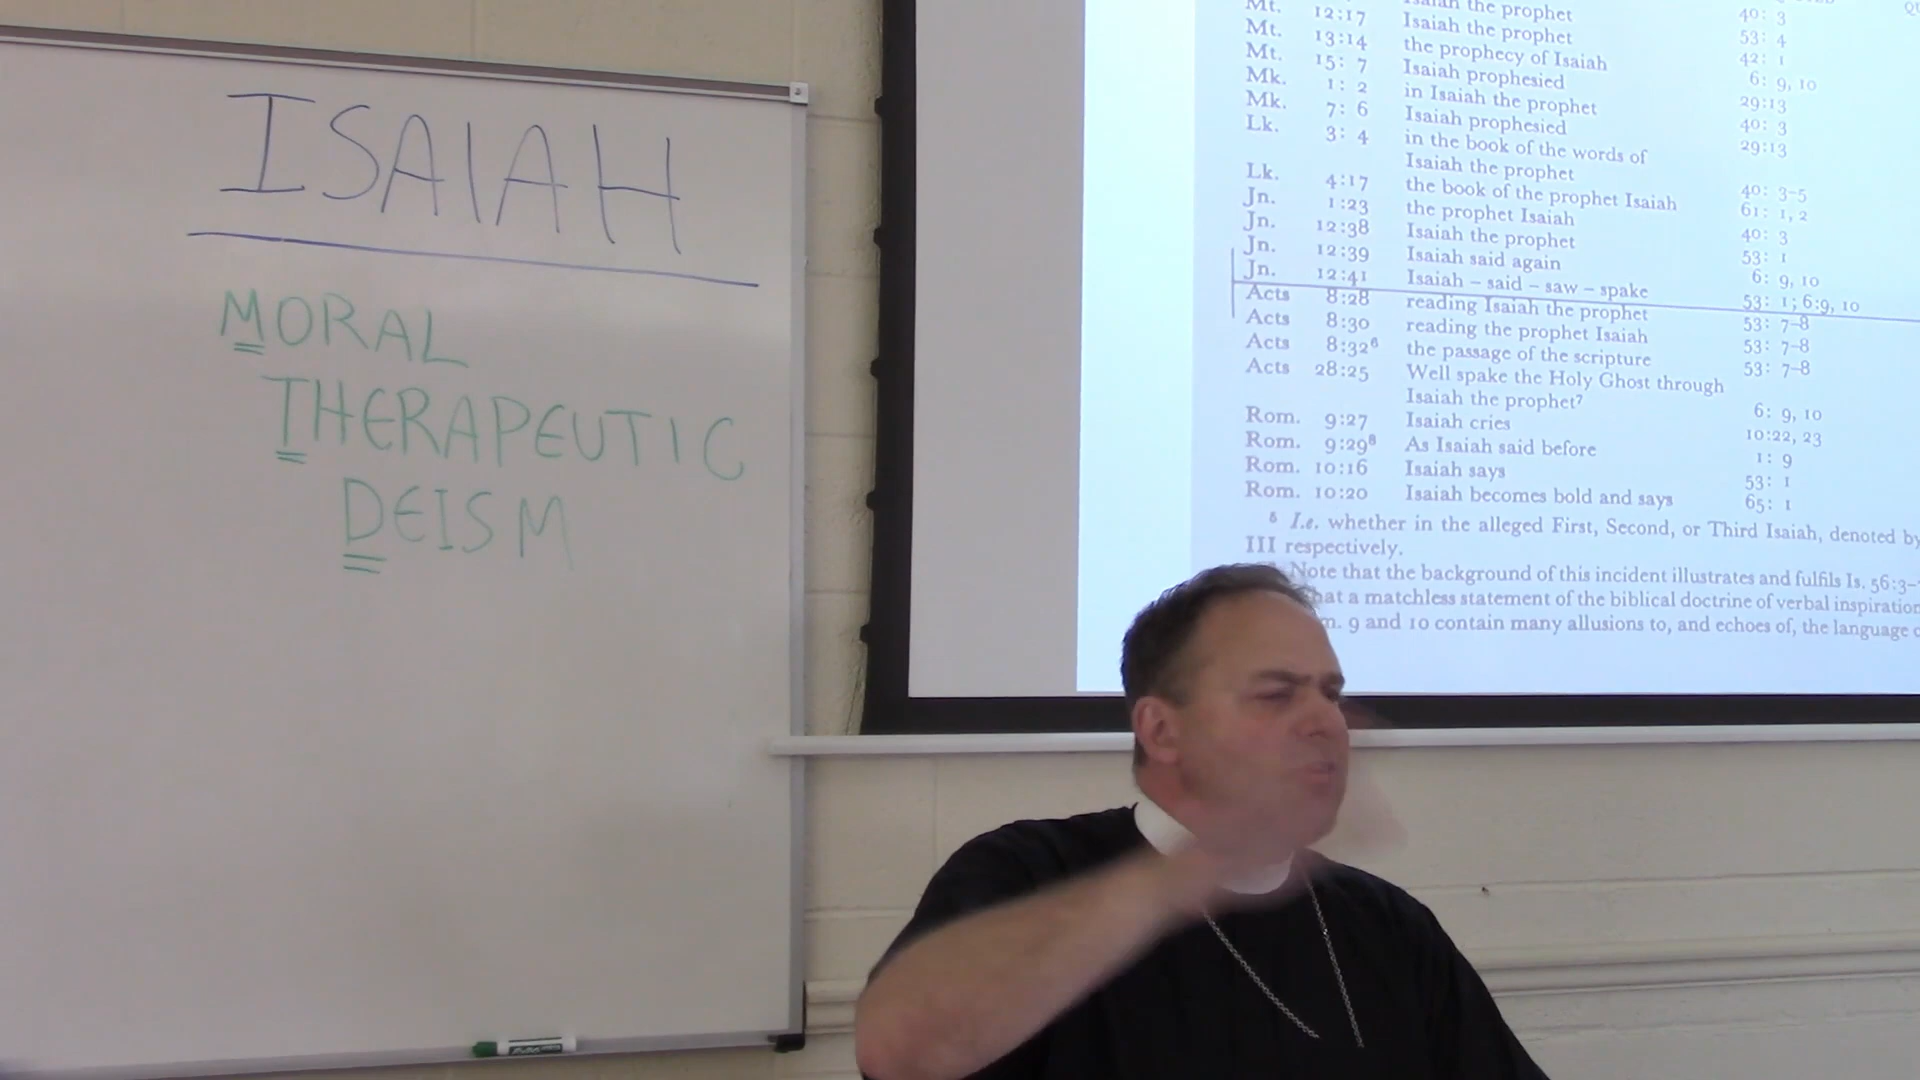 ISAIAH
MORAL
THERAPEUTIC
DEISM
40: 3
Isaiah the prophet 53: 4
Mt. 12:17 Isaiah the prophet 42: 1
Mt. 13:14 the prophecy of Isaiah 6: 9, 10
Mt. 15: 7 Isaiah prophesied 29:13
Mk. 1: 2 in Isaiah the prophet 40: 3
Mk. 7: 6 Isaiah prophesied 29:13
Lk. 3: 4 in the book of the words of
Isaiah the prophet 40: 3-5
Lk. 4:17 the book of the prophet Isaiah 61: 1, 2
Jn. 1:23 the prophet Isaiah 40: 3
Jn. 12:38 Isaiah the prophet 53: 1
Jn. 12:39 Isaiah said again 6: 9, 10
Jn. 12:41 Isaiah – said – saw – spake 53: 1; 6:9, 10
Acts 8:28 reading Isaiah the prophet 53: 7-8
Acts 8:30 reading the prophet Isaiah 53: 7-8
Acts 8:32⁶ the passage of the scripture 53: 7-8
Acts 28:25 Well spake the Holy Ghost through
Isaiah the prophet⁷ 6: 9, 10
Rom. 9:27 Isaiah cries 10:22, 23
Rom. 9:29⁸ As Isaiah said before 1: 9
Rom. 10:16 Isaiah says 53: 1
Rom. 10:20 Isaiah becomes bold and says 65: 1
⁵ I.e. whether in the alleged First, Second, or Third Isaiah, denoted by
III respectively.
Note that the background of this incident illustrates and fulfils Is. 56:3-
hat a matchless statement of the biblical doctrine of verbal inspiration
m. 9 and 10 contain many allusions to, and echoes of, the language